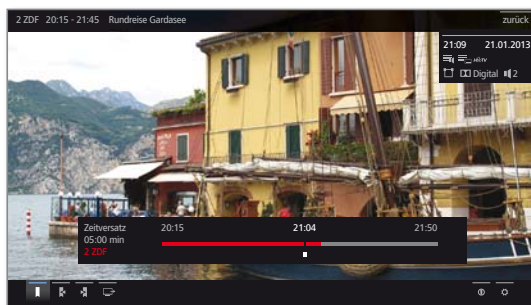 2 ZDF 20:15 - 21:45 Rundreise Gardasee zurück
21:09 21.01.2013
Digital 2
Zeitversatz 20:15 21:04 21:50
05:00 min
2 ZDF